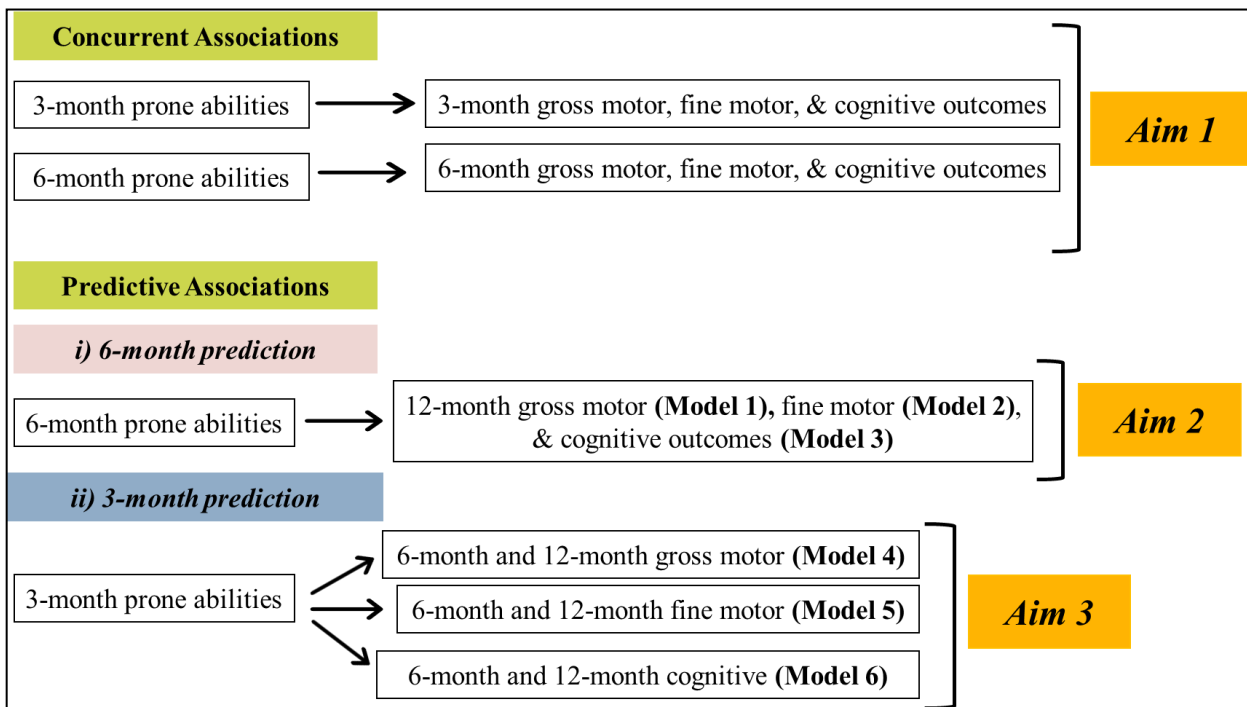 Concurrent Associations
3-month prone abilities
3-month gross motor, fine motor, & cognitive outcomes
6-month prone abilities
6-month gross motor, fine motor, & cognitive outcomes
Aim 1
Predictive Associations
i) 6-month prediction
6-month prone abilities
12-month gross motor (Model 1), fine motor (Model 2),
& cognitive outcomes (Model 3)
Aim 2
ii) 3-month prediction
3-month prone abilities
6-month and 12-month gross motor (Model 4)
6-month and 12-month fine motor (Model 5)
6-month and 12-month cognitive (Model 6)
Aim 3